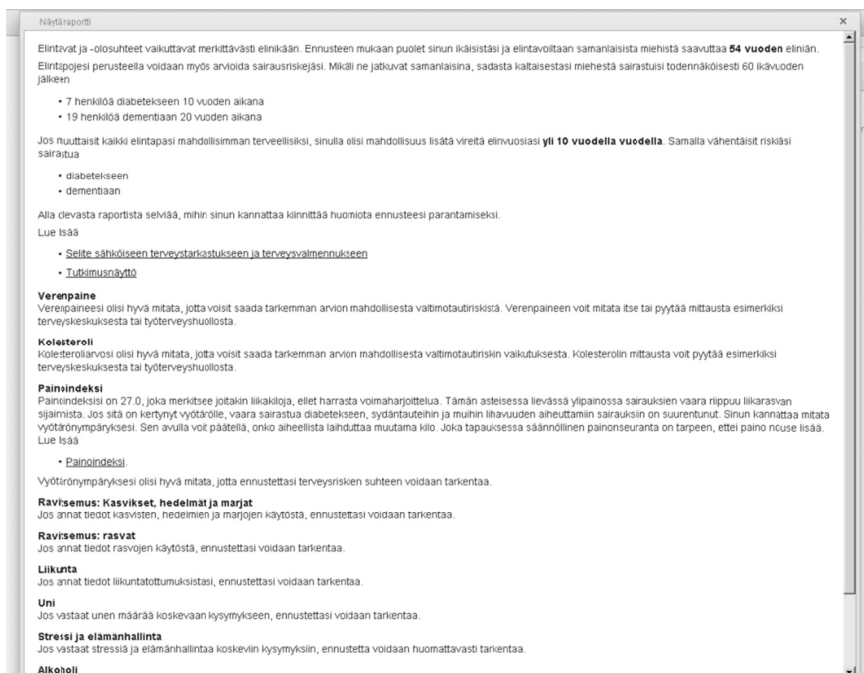 Näytä raportti
Elintavat ja -olosuhteet vaikuttavat merkittävästi elinikään. Ennusteen mukaan puolet sinun ikäisistäsi ja elintavoiltaan samanlaisista miehistä saavuttaa 54 vuoden eliniän.
Elintapojesi perusteella voidaan myös arvioida sairausriskejäsi. Mikäli ne jatkuvat samanlaisina, sadasta kaltaisestasi miehestä sairastuisi todennäköisesti 60 ikävuoden
jälkeen
• 7 henkilöä diabetekseen 10 vuoden aikana
• 19 henkilöä dementiaan 20 vuoden aikana
Jos muuttaisit kaikki elintapasi mahdollisimman terveellisiksi, sinulla olisi mahdollisuus lisätä vireitä elinvuosiasi yli 10 vuodella vuodella. Samalla vähentäisit riskiäsi
sairastua
• diabetekseen
• dementiaan
Alla olevasta raportista selviää, mihin sinun kannattaa kiinnittää huomiota ennusteesi parantamiseksi.
Lue lisää
• Selite sähköiseen terveystarkastukseen ja terveysvalmennukseen
• Tutkimusnäyttö
Verenpaine
Verenpaineesi olisi hyvä mitata, jotta voisit saada tarkemman arvion mahdollisesta valtimotautiriskistä. Verenpaineen voit mitata itse tai pyytää mittausta esimerkiksi
terveyskeskuksesta tai työterveyshuollosta.
Kolesteroli
Kolesteroliarvosi olisi hyvä mitata, jotta voisit saada tarkemman arvion mahdollisesta valtimotautiriskin vaikutuksesta. Kolesterolin mittausta voit pyytää esimerkiksi
terveyskeskuksesta tai työterveyshuollosta.
Painoindeksi
Painoindeksisi on 27.0, joka merkitsee joitakin liikakiloja, ellet harrasta voimaharjoittelua. Tämän asteisessa lievässä ylipainossa sairauksien vaara riippuu liikarasvan
sijainnista. Jos sitä on kertynyt vyötärölle, vaara sairastua diabetekseen, sydäntauteihin ja muihin lihavuuden aiheuttamiin sairauksiin on suurentunut. Sinun kannattaa mitata
vyötärönympäryksesi. Sen avulla voit päätellä, onko aiheellista laihduttaa muutama kilo. Joka tapauksessa säännöllinen painonseuranta on tarpeen, ettei paino nouse lisää.
Lue lisää
• Painoindeksi.
Vyötärönympäryksesi olisi hyvä mitata, jotta ennustettasi terveysriskien suhteen voidaan tarkentaa.
Ravitsemus: Kasvikset, hedelmät ja marjat
Jos annat tiedot kasvisten, hedelmien ja marjojen käytöstä, ennustettasi voidaan tarkentaa.
Ravitsemus: rasvat
Jos annat tiedot rasvojen käytöstä, ennustettasi voidaan tarkentaa.
Liikunta
Jos annat tiedot liikuntatottumuksistasi, ennustettasi voidaan tarkentaa.
Uni
Jos vastaat unen määrää koskevaan kysymykseen, ennustettasi voidaan tarkentaa.
Stressi ja elämänhallinta
Jos vastaat stressiä ja elämänhallintaa koskeviin kysymyksiin, ennustetta voidaan huomattavasti tarkentaa.
Alkoholi